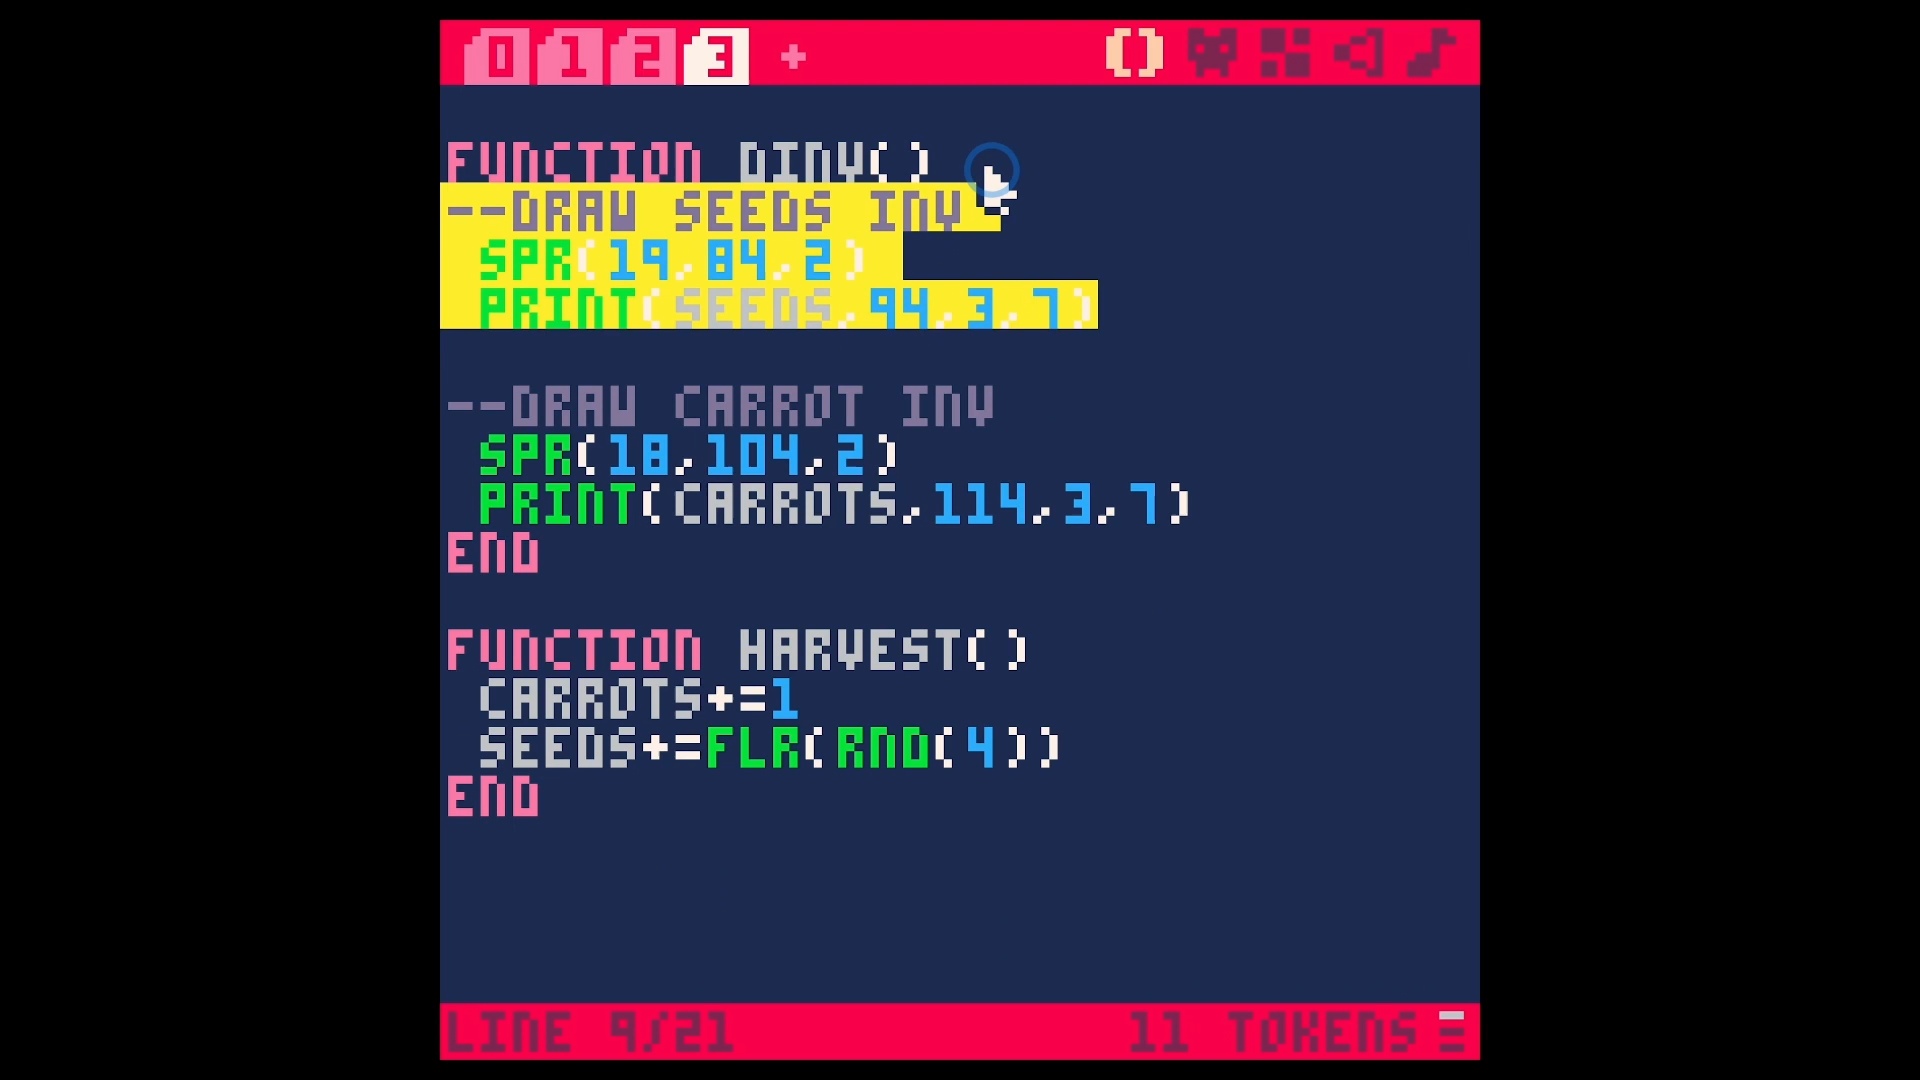 0 1 2 3 +
FUNCTION DINV()
--DRAW SEEDS INV
SPR(19,84,2)
PRINT(SEEDS,94,3,7)
--DRAW CARROT INV
SPR(18,104,2)
PRINT(CARROTS,114,3,7)
END
FUNCTION HARVEST()
CARROTS+=1
SEEDS+=FLR(RND(4))
END
LINE 9/21
11 TOKENS